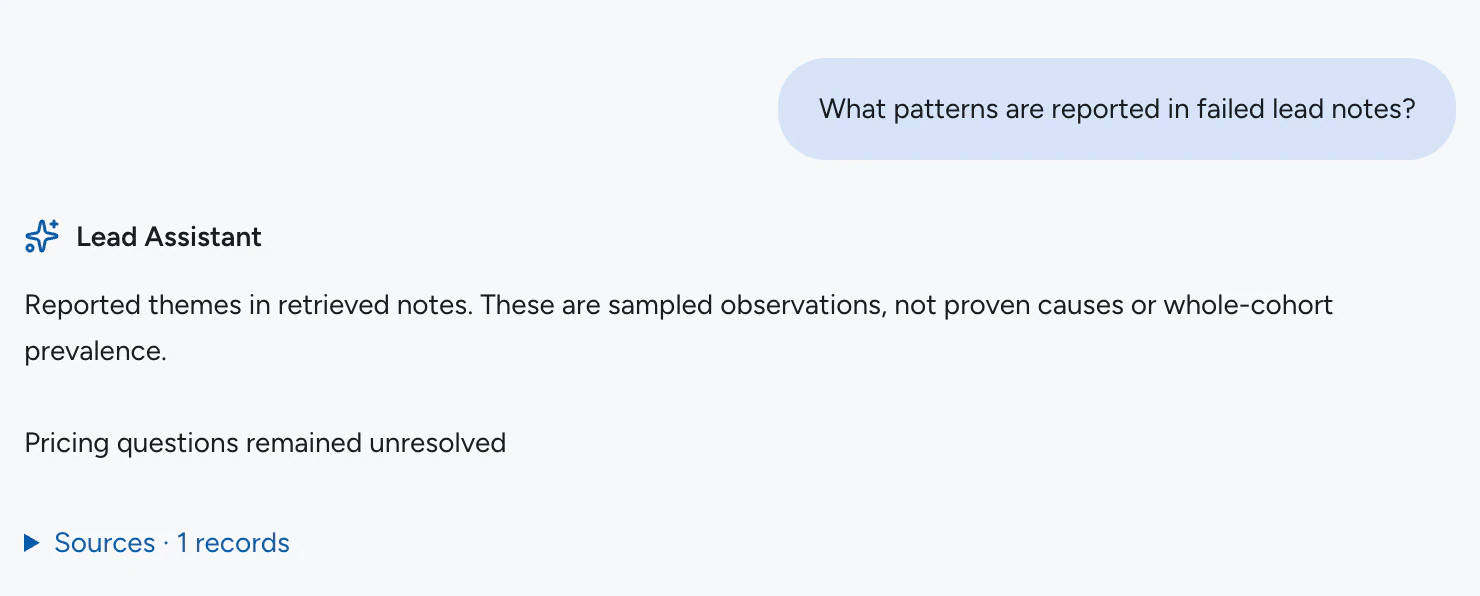 What patterns are reported in failed lead notes?
Lead Assistant
Reported themes in retrieved notes. These are sampled observations, not proven causes or whole-cohort
prevalence.
Pricing questions remained unresolved
Sources · 1 records